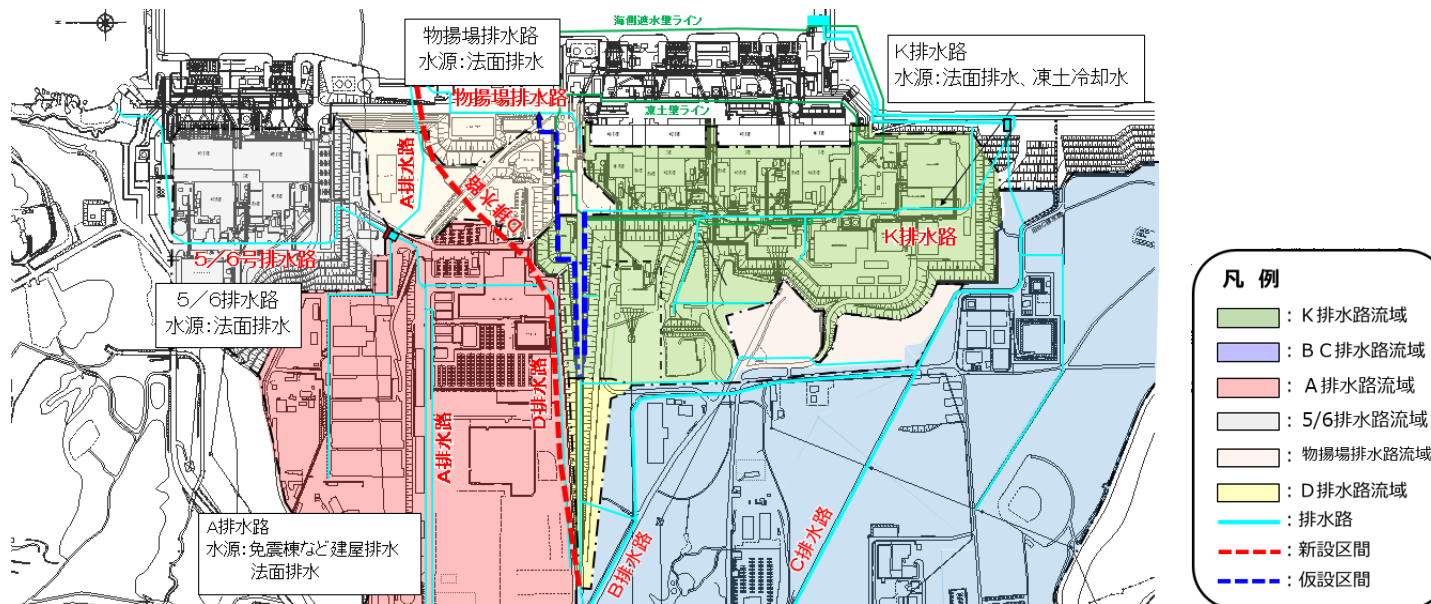 海側遮水壁ライン
物揚場排水路
水源:法面排水
K排水路
水源:法面排水、凍土冷却水
物揚場排水路
凍土壁ライン
A排水路
D排水路
K排水路
5/6号排水路
5/6排水路
水源:法面排水
D排水路
A排水路
A排水路
水源:免震棟など建屋排水
法面排水
B排水路
C排水路
凡 例
:K排水路流域
:BC排水路流域
:A排水路流域
:5/6排水路流域
:物揚場排水路流域
:D排水路流域
:排水路
:新設区間
:仮設区間